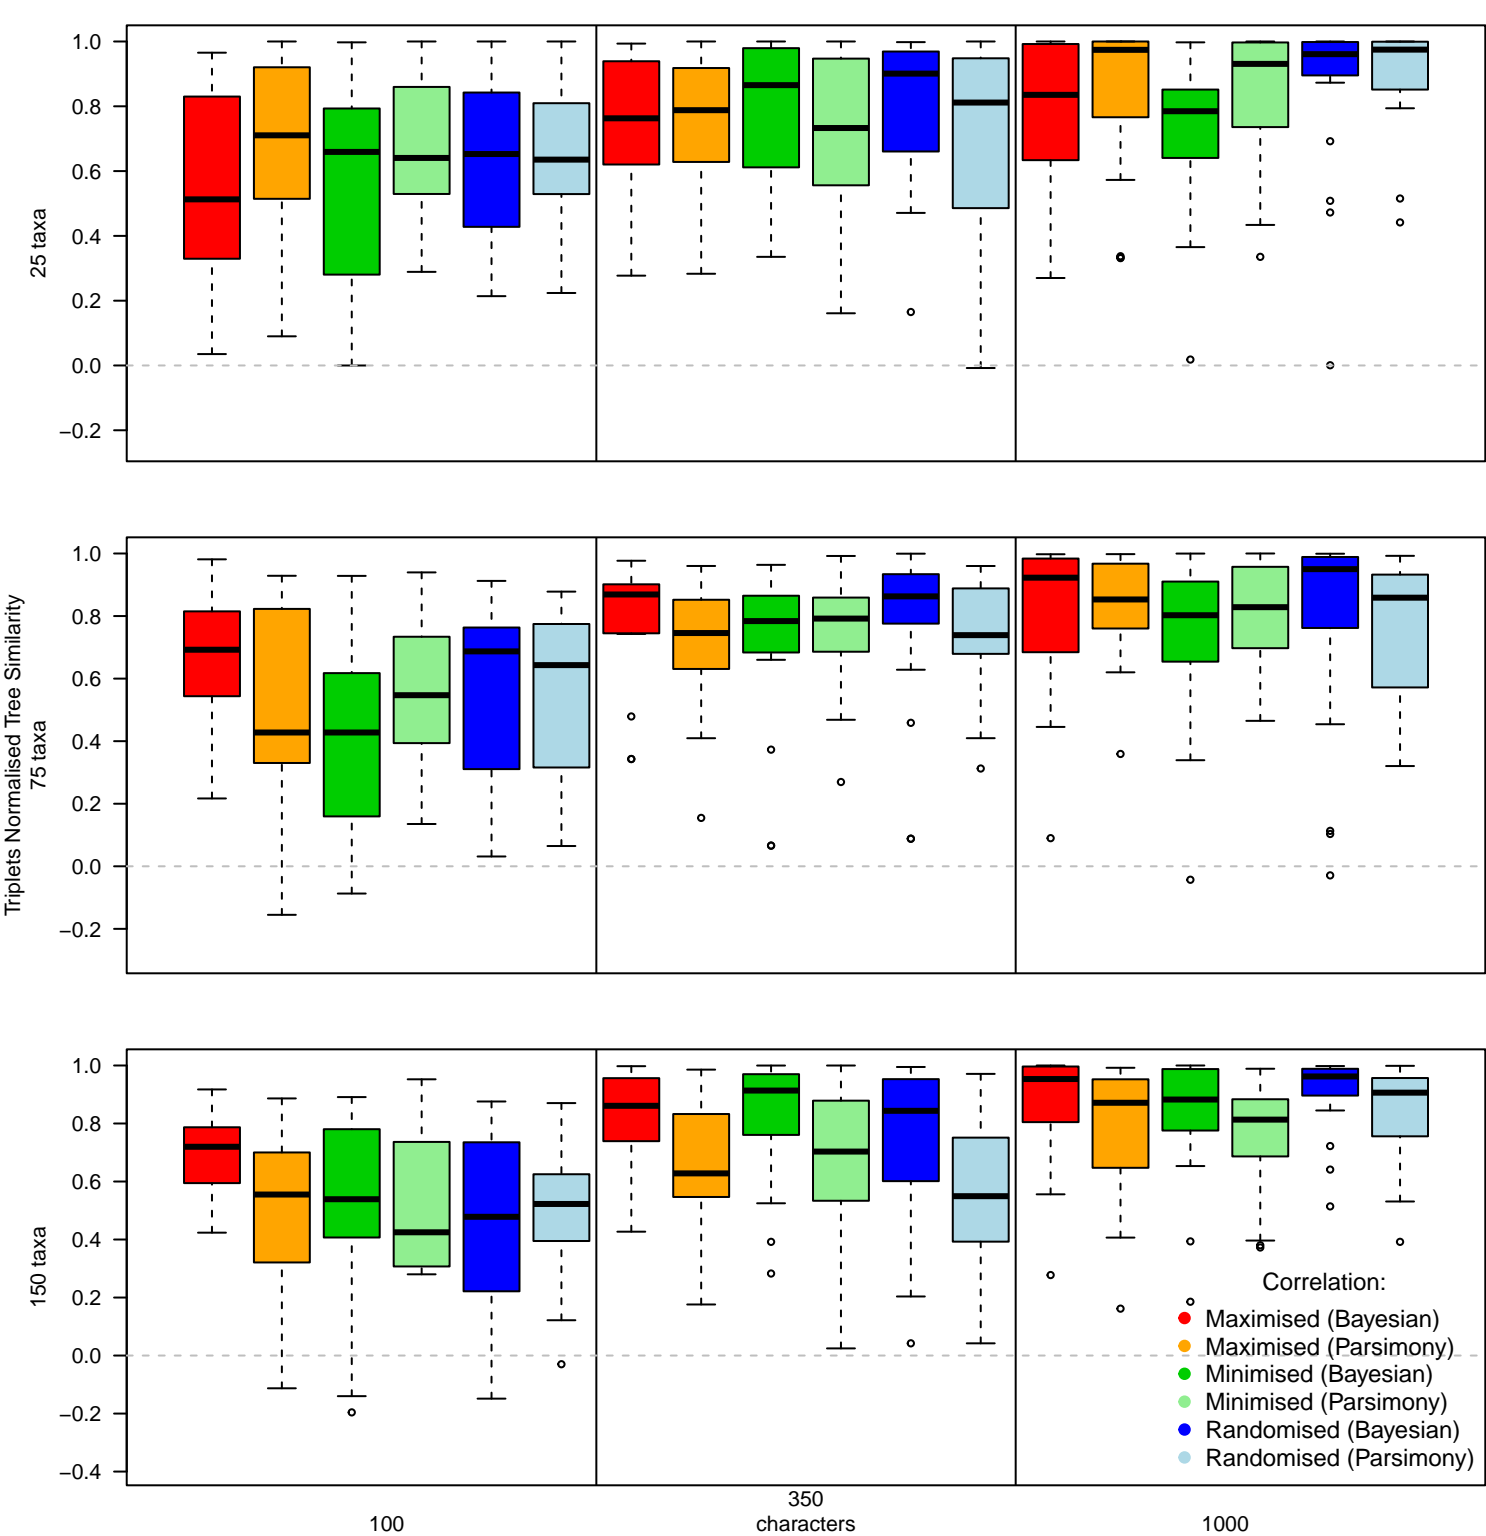 1.0
0.8
0.6
0.4
0.2
0.0
−0.2
25 taxa
Triplets Normalised Tree Similarity
1.0
0.8
0.6
0.4
0.2
0.0
−0.2
75 taxa
1.0
0.8
0.6
0.4
0.2
0.0
−0.2
−0.4
150 taxa
Correlation:
Maximised (Bayesian)
Maximised (Parsimony)
Minimised (Bayesian)
Minimised (Parsimony)
Randomised (Bayesian)
Randomised (Parsimony)
100
350
characters
1000